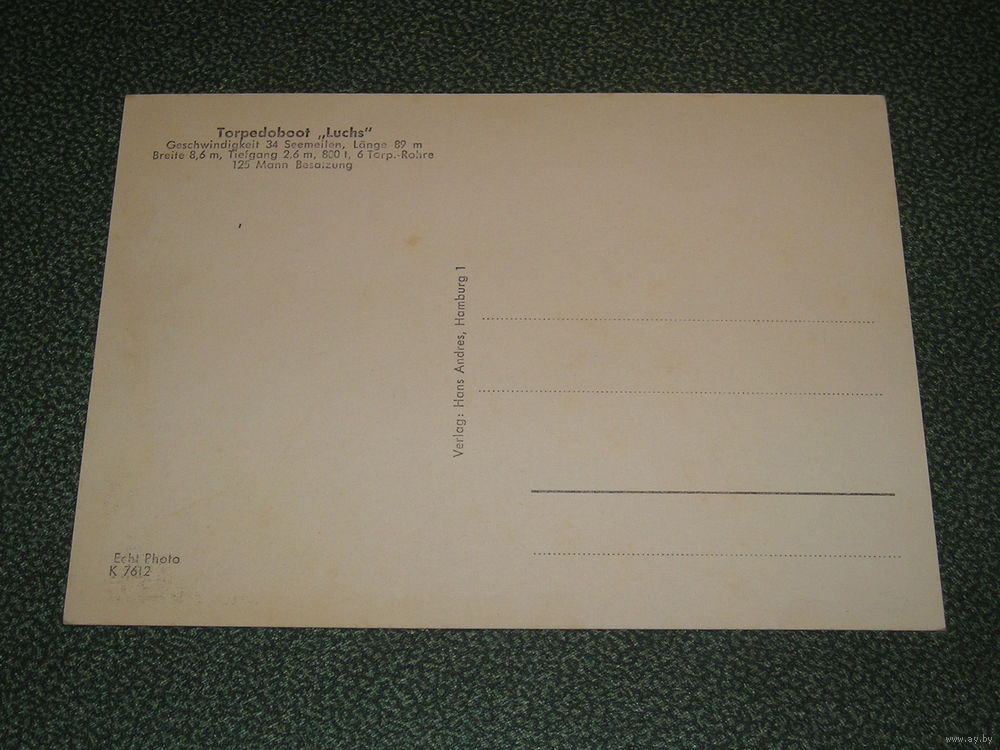 Torpedoboot „Luchs"
Geschwindigkeit 34 Seemeilen, Länge 89 m
Breite 8,6 m, Tiefgang 2,6 m, 800 t, 6 Torp.-Rohre
125 Mann Besatzung
Verlag: Hans Andres, Hamburg 1
Echt Photo
K 7612
www.ay.by